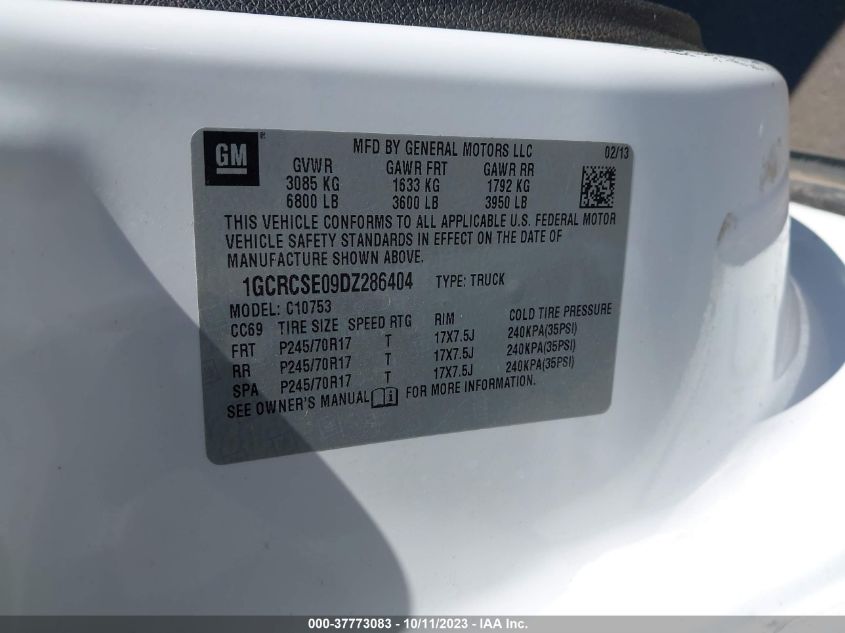 GM ®
MFD BY GENERAL MOTORS LLC 02/13
GVWR GAWR FRT GAWR RR
3085 KG 1633 KG 1792 KG
6800 LB 3600 LB 3950 LB
THIS VEHICLE CONFORMS TO ALL APPLICABLE U.S. FEDERAL MOTOR
VEHICLE SAFETY STANDARDS IN EFFECT ON THE DATE OF
MANUFACTURE SHOWN ABOVE.
1GCRCSE09DZ286404 TYPE: TRUCK
MODEL: C10753
CC69 TIRE SIZE SPEED RTG RIM COLD TIRE PRESSURE
FRT P245/70R17 T 17X7.5J 240KPA(35PSI)
RR P245/70R17 T 17X7.5J 240KPA(35PSI)
SPA P245/70R17 T 17X7.5J 240KPA(35PSI)
SEE OWNER'S MANUAL FOR MORE INFORMATION.
000-37773083 - 10/11/2023 - IAA Inc.